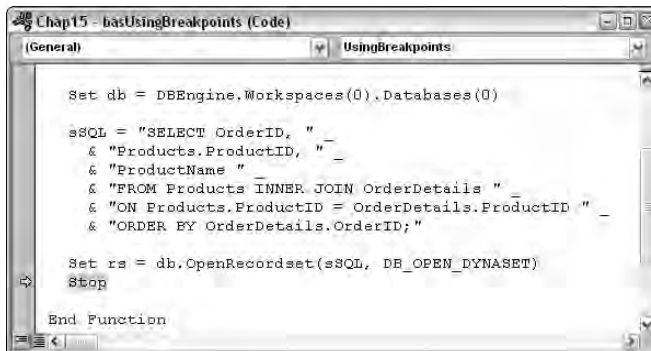 Chap15 - basUsingBreakpoints (Code)
(General) UsingBreakpoints
Set db = DBEngine.Workspaces(0).Databases(0)
sSQL = "SELECT OrderID, " _
& "Products.ProductID, " _
& "ProductName " _
& "FROM Products INNER JOIN OrderDetails " _
& "ON Products.ProductID = OrderDetails.ProductID " _
& "ORDER BY OrderDetails.OrderID;"
Set rs = db.OpenRecordset(sSQL, DB_OPEN_DYNASET)
Stop
End Function